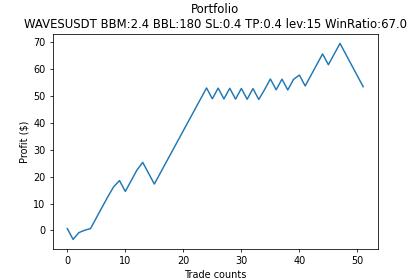 Portfolio
WAVESUSDT BBM:2.4 BBL:180 SL:0.4 TP:0.4 lev:15 WinRatio:67.0
70
60
50
40
30
20
10
0
Profit ($)
0 10 20 30 40 50
Trade counts